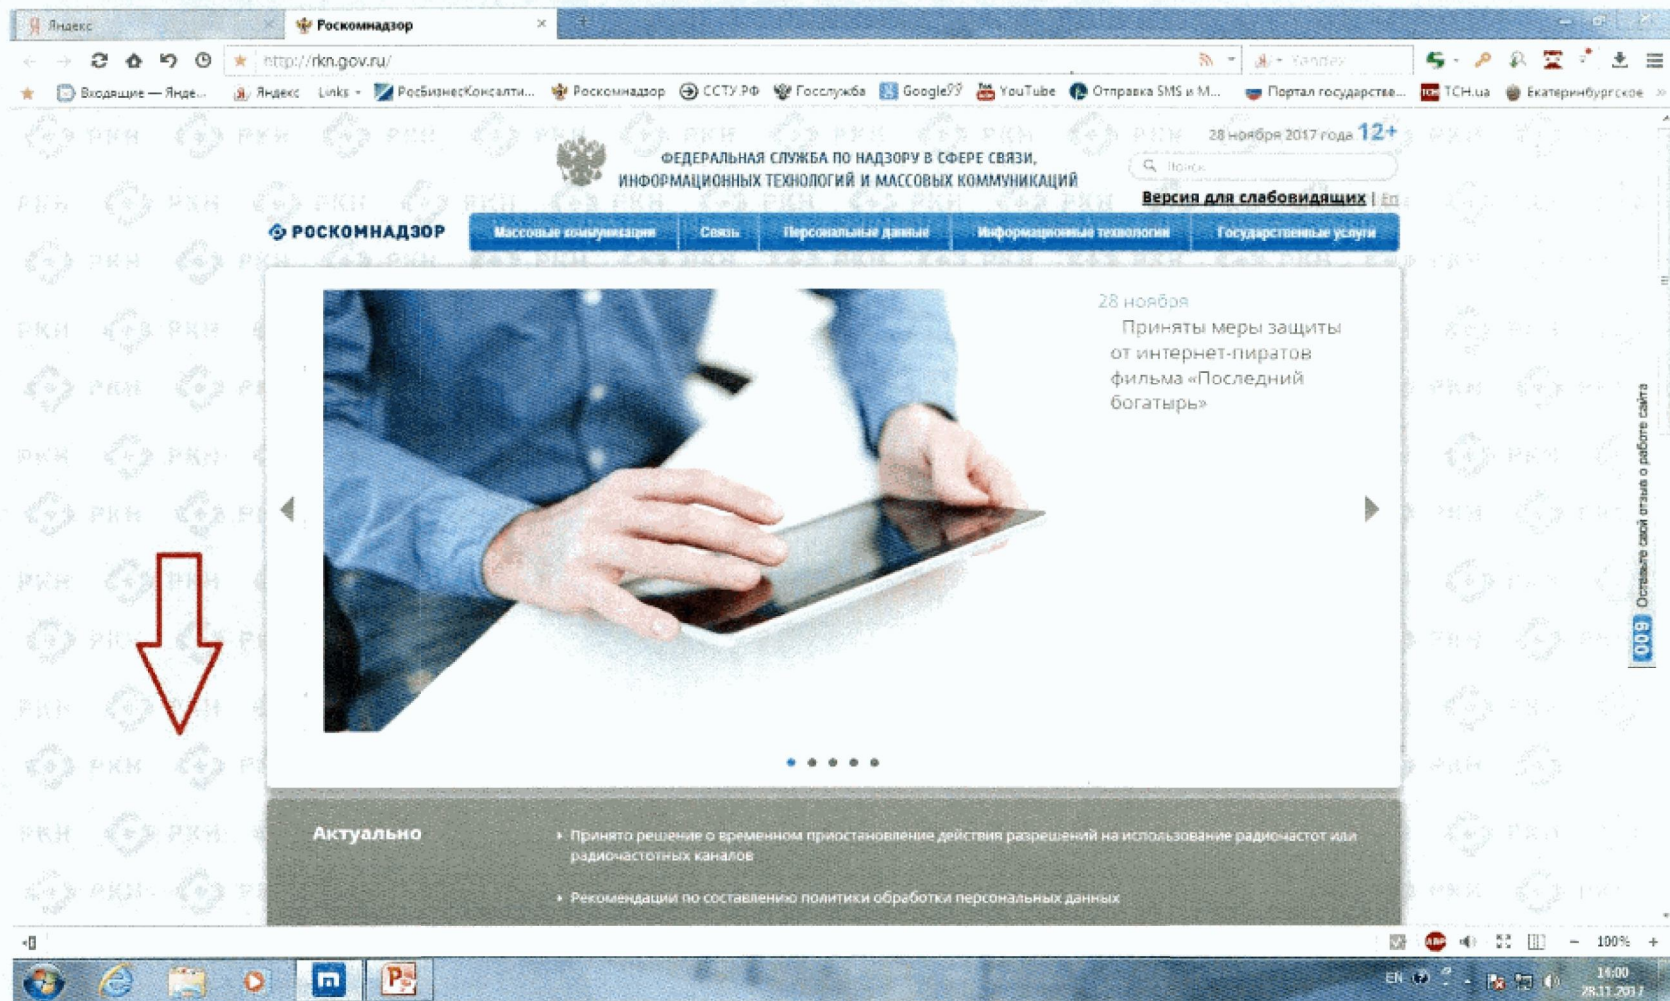 Яндекс
Роскомнадзор
http://rkn.gov.ru/
Yandex
Входящие — Янде...
Яндекс
Links
РосБизнесКонсалти...
Роскомнадзор
ССТУ.РФ
Госслужба
Google
YouTube
Отправка SMS и М...
Портал государстве...
ТСН.ua
Екатеринбургское
28 ноября 2017 года 12+
ФЕДЕРАЛЬНАЯ СЛУЖБА ПО НАДЗОРУ В СФЕРЕ СВЯЗИ,
ИНФОРМАЦИОННЫХ ТЕХНОЛОГИЙ И МАССОВЫХ КОММУНИКАЦИЙ
Поиск
Версия для слабовидящих | En
РОСКОМНАДЗОР
Массовые коммуникации
Связь
Персональные данные
Информационные технологии
Государственные услуги
28 ноября
Приняты меры защиты
от интернет-пиратов
фильма «Последний
богатырь»
Оставьте свой отзыв о работе сайта
600
Актуально
Принято решение о временном приостановление действия разрешений на использование радиочастот или
радиочастотных каналов
Рекомендации по составлению политики обработки персональных данных
ABP
100%
EN
14:00
28.11.2017